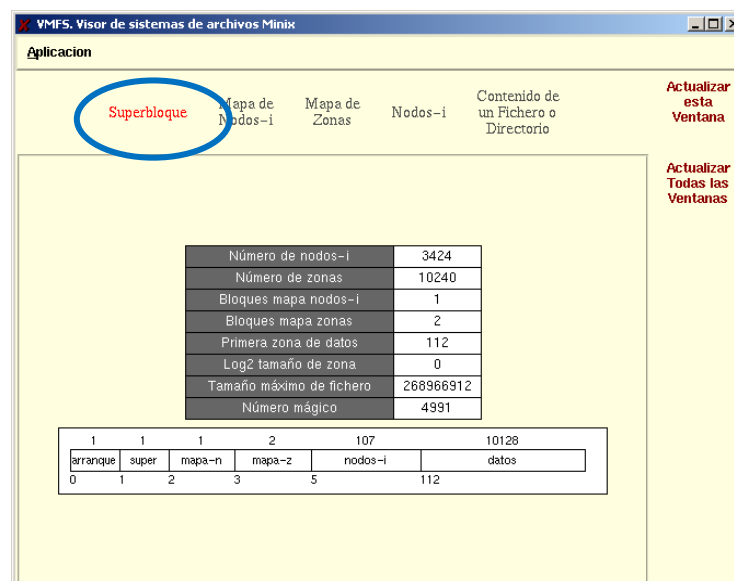 VMFS. Visor de sistemas de archivos Minix
Aplicacion
Superbloque
Mapa de
Nodos-i
Mapa de
Zonas
Nodos-i
Contenido de
un Fichero o
Directorio
Actualizar
esta
Ventana
Actualizar
Todas las
Ventanas
Número de nodos-i 3424
Número de zonas 10240
Bloques mapa nodos-i 1
Bloques mapa zonas 2
Primera zona de datos 112
Log2 tamaño de zona 0
Tamaño máximo de fichero 268966912
Número mágico 4991
1 1 1 2 107 10128
arranque super mapa-n mapa-z nodos-i datos
0 1 2 3 5 112